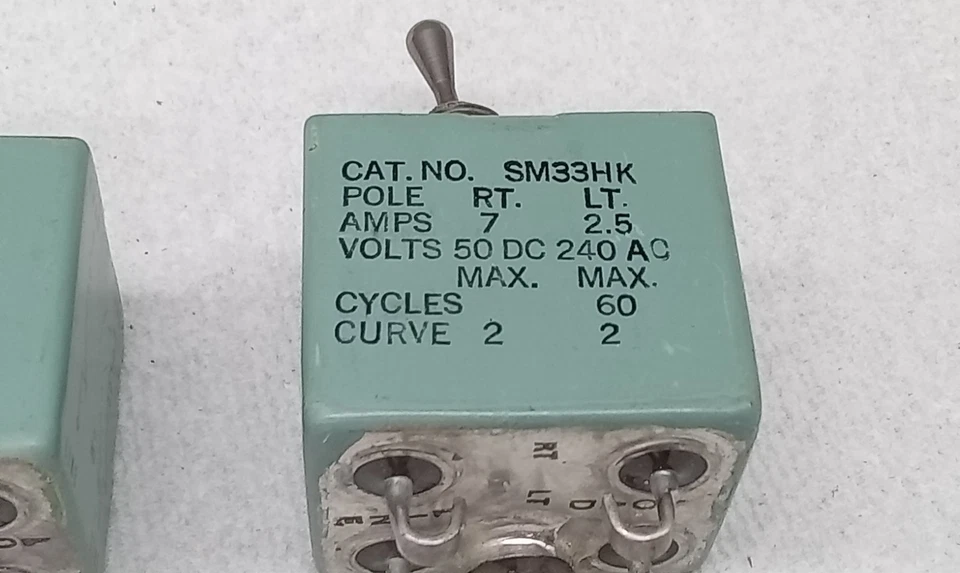 CAT. NO. SM33HK
POLE RT. LT.
AMPS 7 2.5
VOLTS 50 DC 240 AC
MAX. MAX.
CYCLES 60
CURVE 2 2
RT
LT
LINE